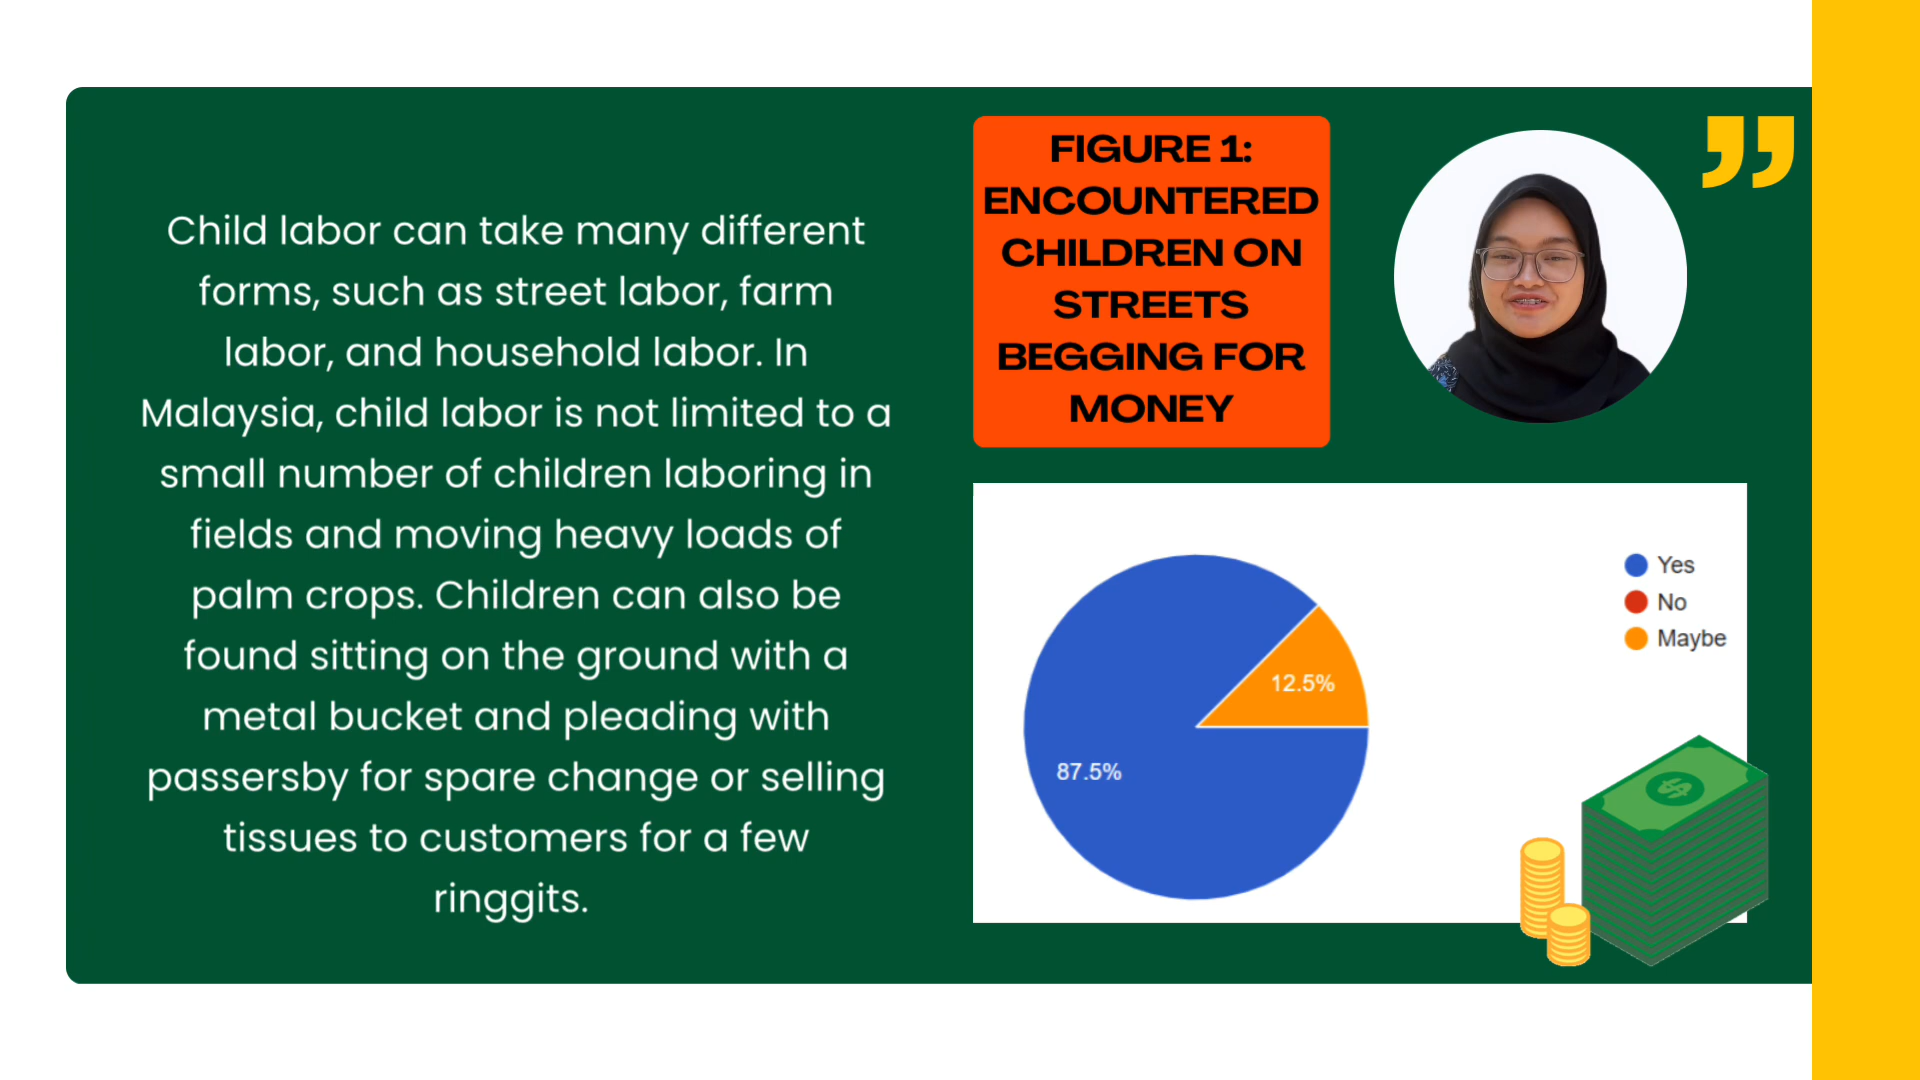 Child labor can take many different
forms, such as street labor, farm
labor, and household labor. In
Malaysia, child labor is not limited to a
small number of children laboring in
fields and moving heavy loads of
palm crops. Children can also be
found sitting on the ground with a
metal bucket and pleading with
passersby for spare change or selling
tissues to customers for a few
ringgits.
FIGURE 1:
ENCOUNTERED
CHILDREN ON
STREETS
BEGGING FOR
MONEY
Yes
No
Maybe
12.5%
87.5%
$